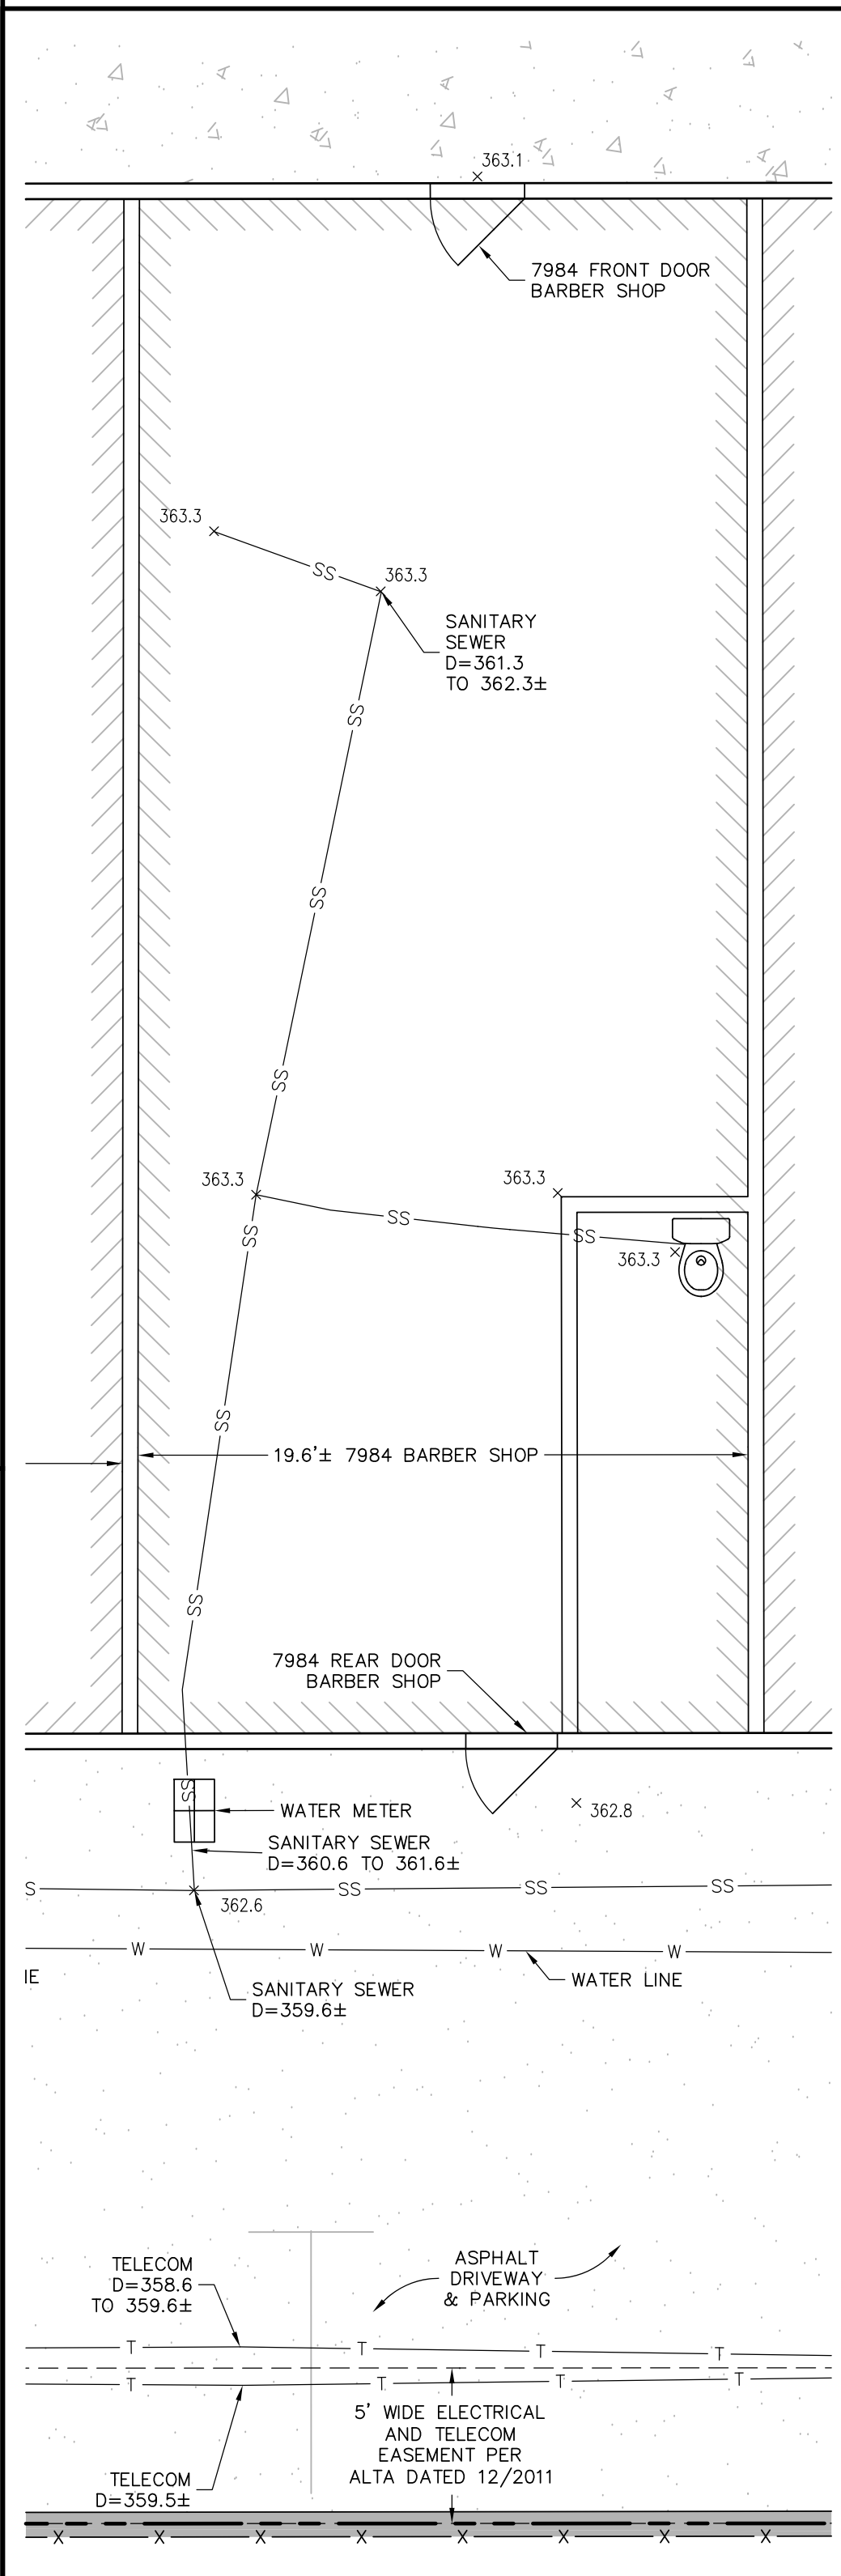 363.1
7984 FRONT DOOR
BARBER SHOP
363.3
SS
363.3
SANITARY
SEWER
D=361.3
TO 362.3±
SS
SS
SS
363.3
363.3
SS
SS
SS
363.3
SS
19.6'± 7984 BARBER SHOP
SS
7984 REAR DOOR
BARBER SHOP
SS
WATER METER
362.8
SANITARY SEWER
D=360.6 TO 361.6±
S
SS
SS
SS
362.6
W
W
W
W
IE
WATER LINE
SANITARY SEWER
D=359.6±
TELECOM
D=358.6
TO 359.6±
ASPHALT
DRIVEWAY
& PARKING
T
T
T
T
T
T
T
T
5' WIDE ELECTRICAL
AND TELECOM
EASEMENT PER
ALTA DATED 12/2011
TELECOM
D=359.5±
X
X
X
X
X
X
X
X